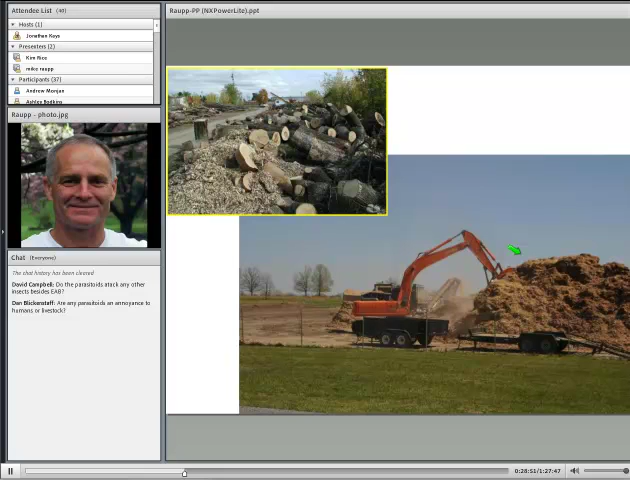 Attendee List (40)
Hosts (1)
Jonathan Kays
Presenters (2)
Kim Rice
mike raupp
Participants (37)
Andrew Monjan
Ashley Bodkins
Raupp - photo.jpg
Chat (Everyone)
The chat history has been cleared
David Campbell: Do the parasitoids attack any other
insects besides EAB?
Dan Blickenstaff: Are any parasitoids an annoyance to
humans or livestock?
Raupp-PP (NXPowerLite).ppt
0:28:51/1:27:47